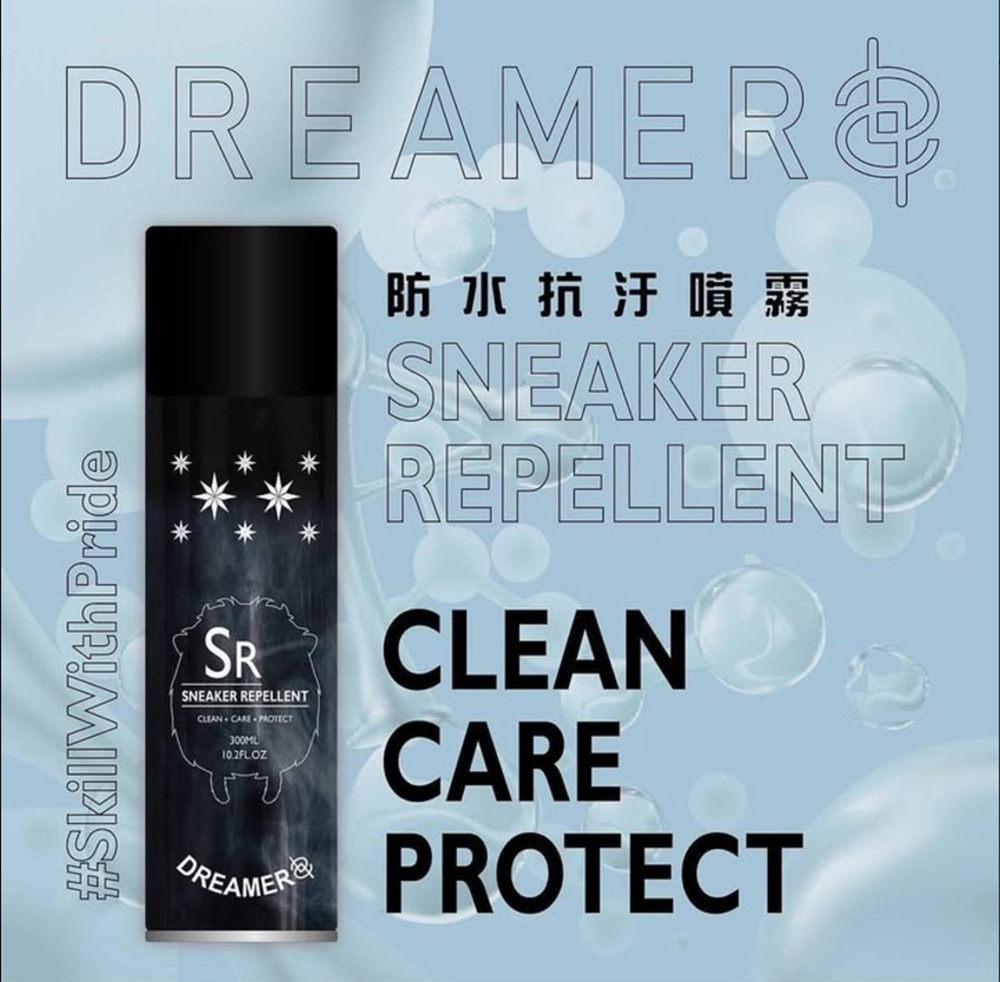 DREAMER
防水抗汙噴霧
SNEAKER
REPELLENT
CLEAN
CARE
PROTECT
#SkillWithPride
SR
SNEAKER REPELLENT
CLEAN • CARE • PROTECT
300ML
10.2FL.OZ
DREAMER